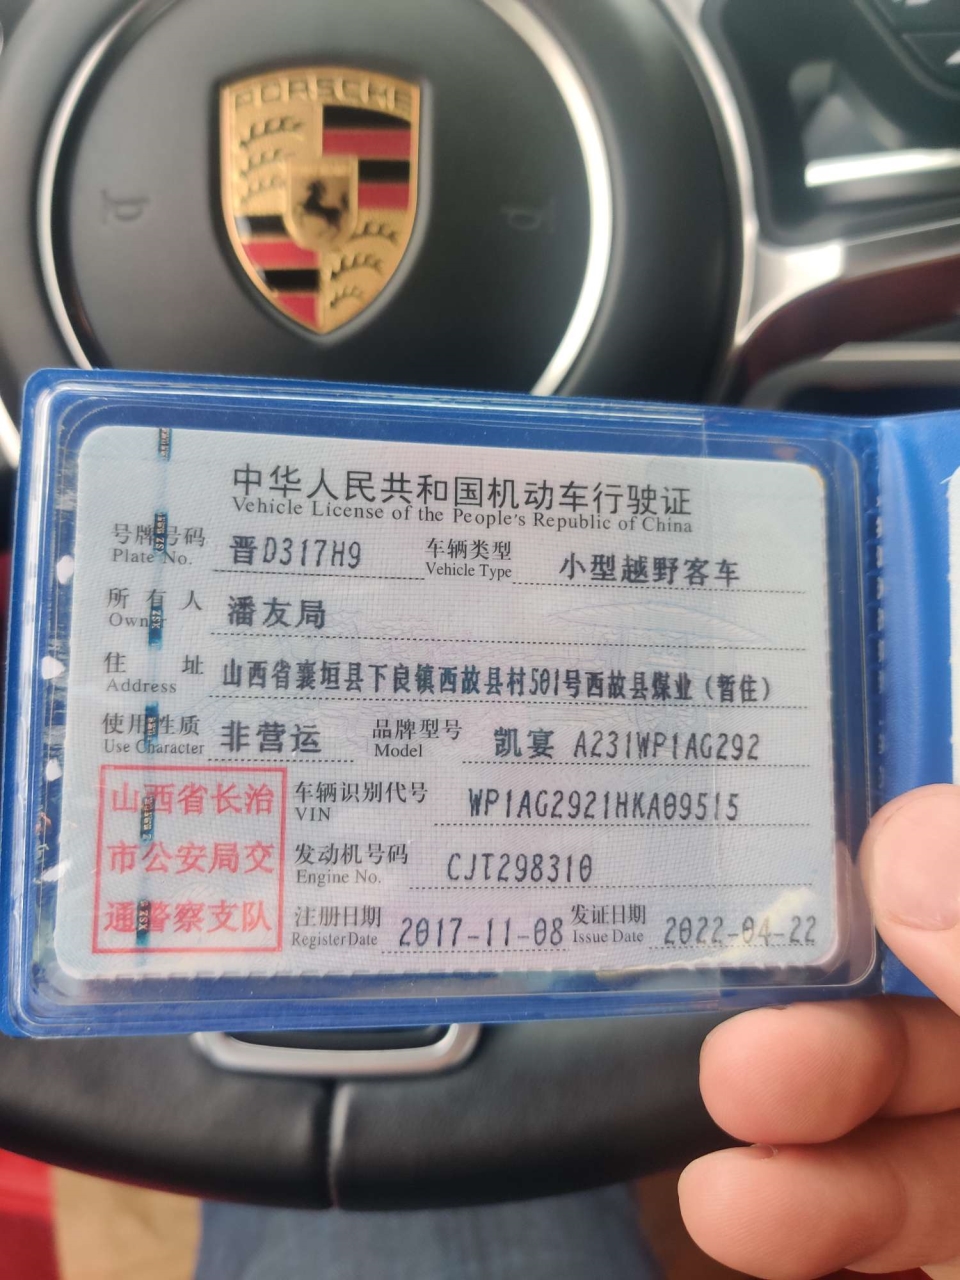 PORSCHE
中华人民共和国机动车行驶证
Vehicle License of the People's Republic of China
号牌号码 晋D317H9 车辆类型 小型越野客车
Plate No. Vehicle Type
所有人 潘友局
Owner
住址 山西省襄垣县下良镇西故县村501号西故县煤业（暂住）
Address
使用性质 非营运 品牌型号 凯宴 A231WP1AG292
Use Character Model
山西省长治
市公安局交
通警察支队
车辆识别代号 WP1AG2921HKA09515
VIN
发动机号码 CJT298310
Engine No.
注册日期 2017-11-08 发证日期 2022-04-22
Register Date Issue Date